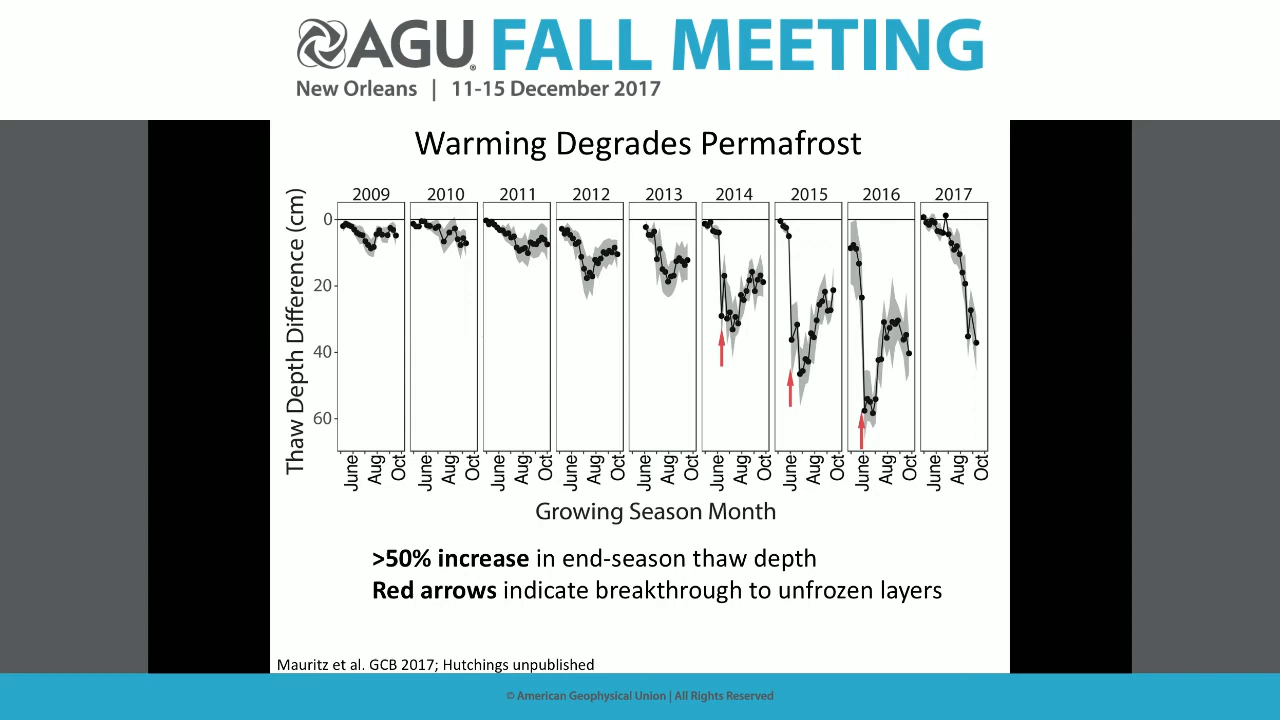 AGU FALL MEETING
New Orleans | 11-15 December 2017
Warming Degrades Permafrost
2009 2010 2011 2012 2013 2014 2015 2016 2017
Thaw Depth Difference (cm)
0
20
40
60
June Aug Oct June Aug Oct June Aug Oct June Aug Oct June Aug Oct June Aug Oct June Aug Oct June Aug Oct June Aug Oct
Growing Season Month
>50% increase in end-season thaw depth
Red arrows indicate breakthrough to unfrozen layers
Mauritz et al. GCB 2017; Hutchings unpublished
© American Geophysical Union | All Rights Reserved